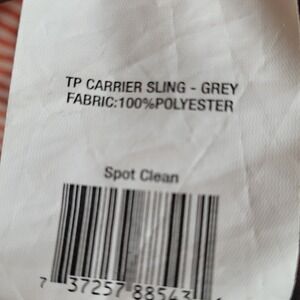 TP CARRIER SLING - GREY
FABRIC:100%POLYESTER
Spot Clean
7 37257 88543